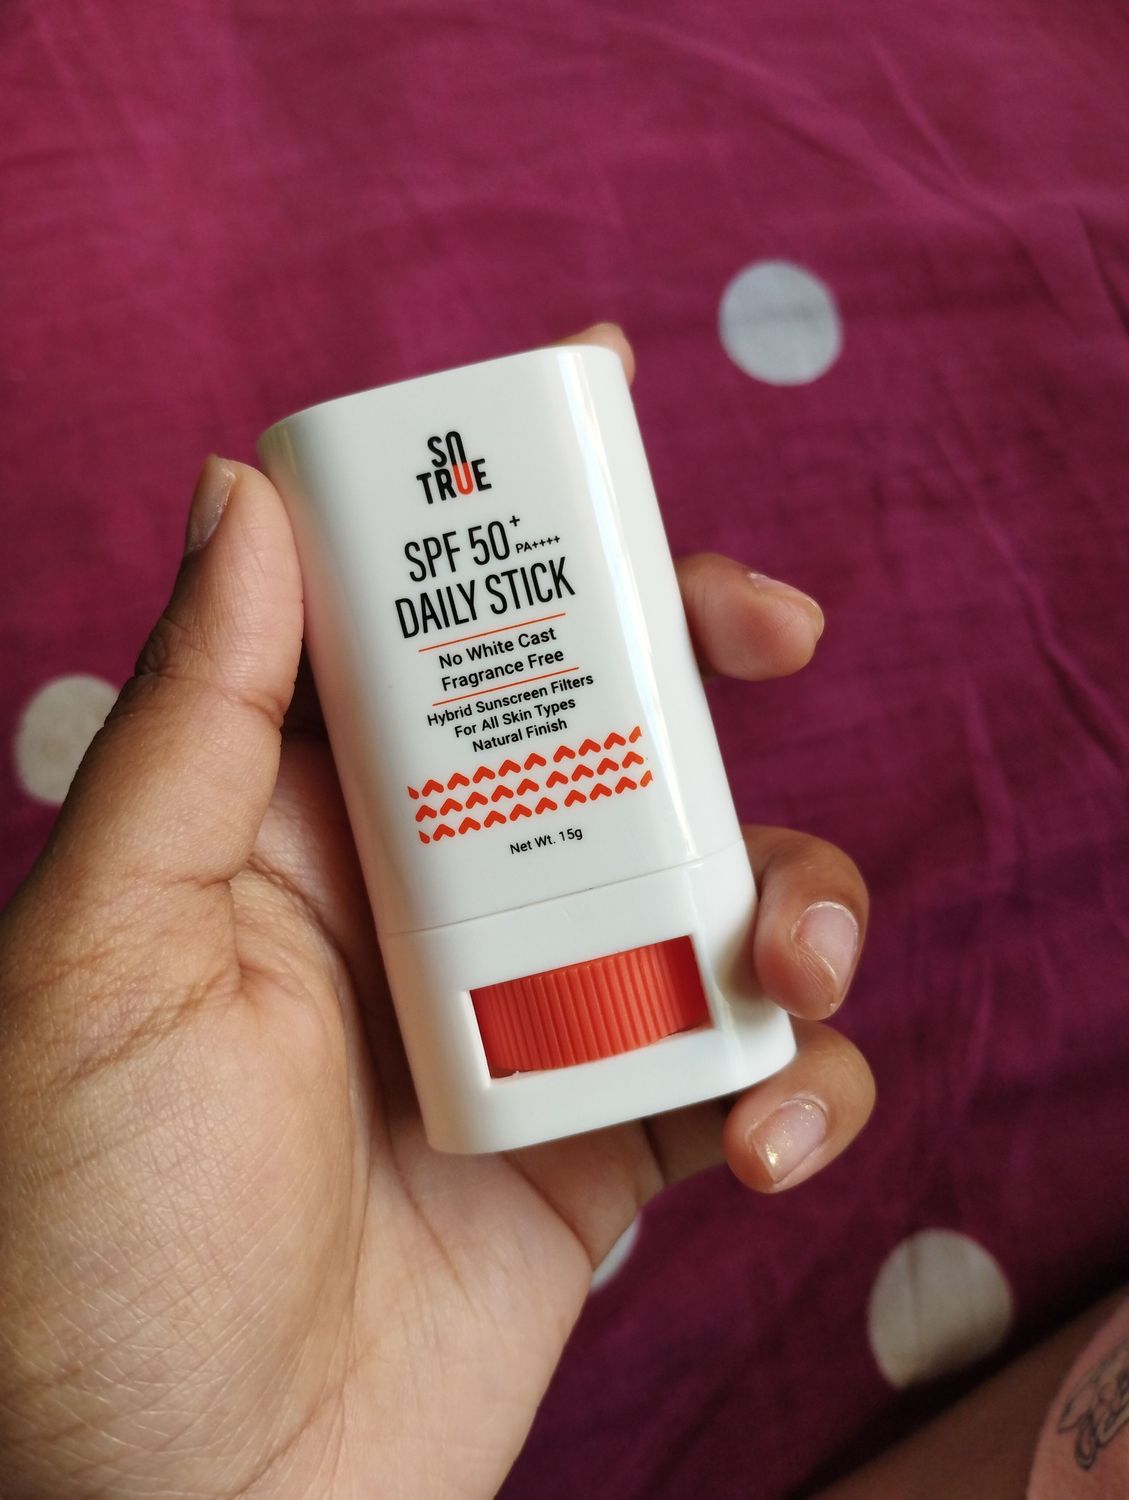 SO
TRUE
SPF 50+
PA++++
DAILY STICK
No White Cast
Fragrance Free
Hybrid Sunscreen Filters
For All Skin Types
Natural Finish
Net Wt. 15g